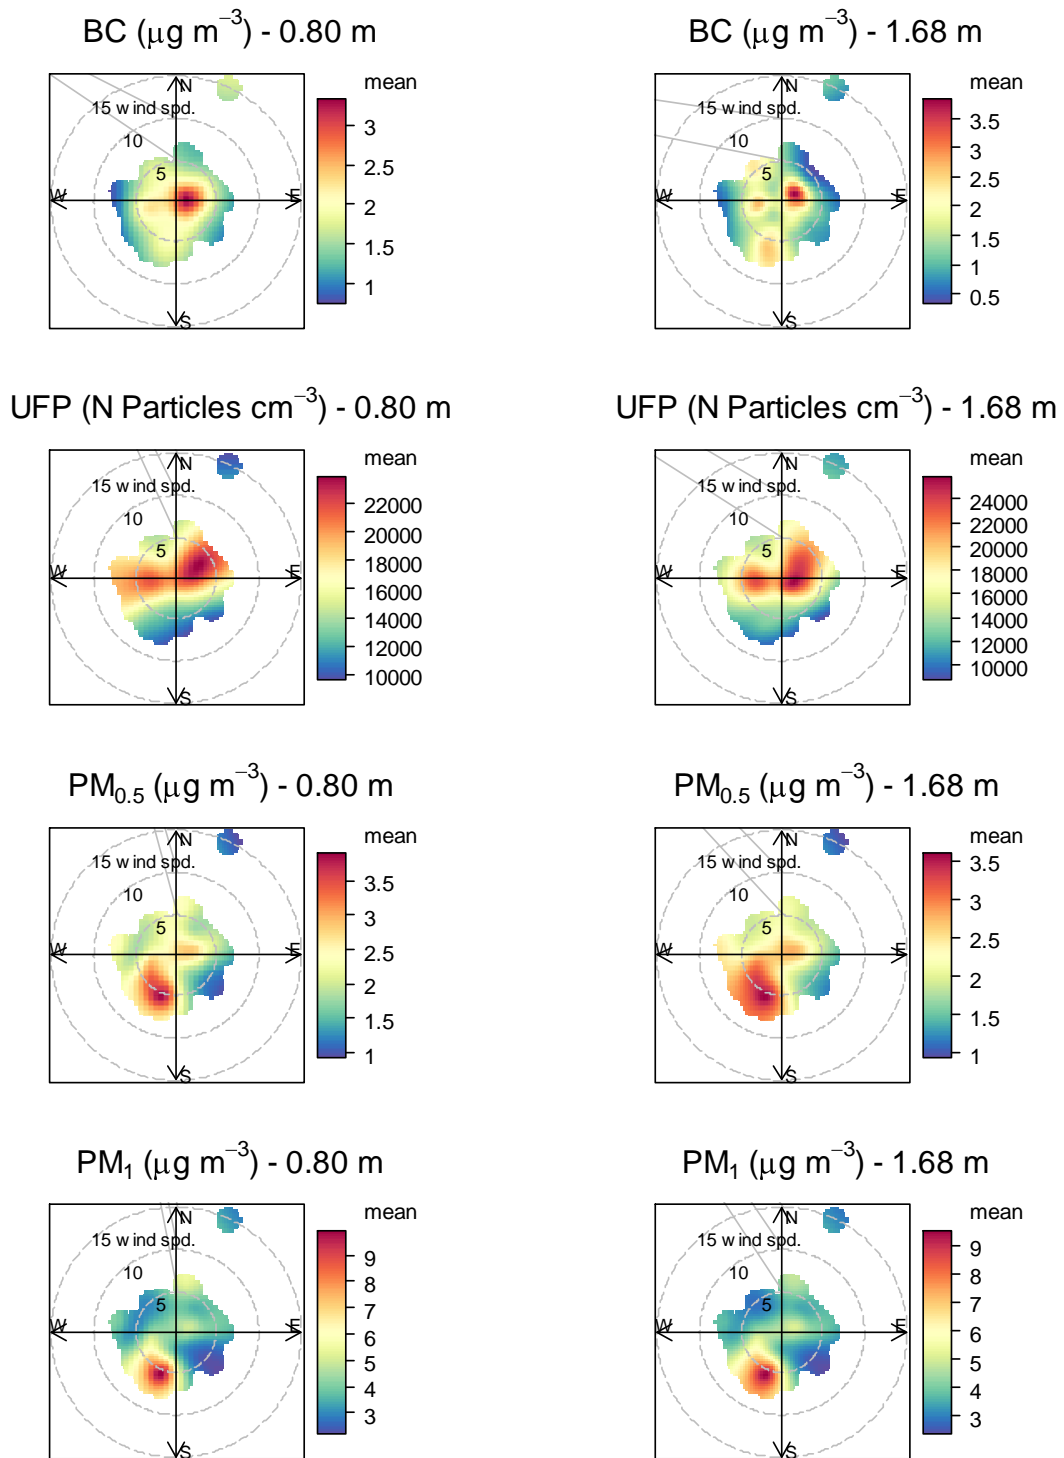 BC (μg m⁻³) - 0.80 m
mean
N
15 wind spd.
10
5
W
E
S
3
2.5
2
1.5
1
BC (μg m⁻³) - 1.68 m
mean
N
15 wind spd.
10
5
W
E
S
3.5
3
2.5
2
1.5
1
0.5
UFP (N Particles cm⁻³) - 0.80 m
mean
N
15 wind spd.
10
5
W
E
S
22000
20000
18000
16000
14000
12000
10000
UFP (N Particles cm⁻³) - 1.68 m
mean
N
15 wind spd.
10
5
W
E
S
24000
22000
20000
18000
16000
14000
12000
10000
PM₀.₅ (μg m⁻³) - 0.80 m
mean
N
15 wind spd.
10
5
W
E
S
3.5
3
2.5
2
1.5
1
PM₀.₅ (μg m⁻³) - 1.68 m
mean
N
15 wind spd.
10
5
W
E
S
3.5
3
2.5
2
1.5
1
PM₁ (μg m⁻³) - 0.80 m
mean
N
15 wind spd.
10
5
W
E
S
9
8
7
6
5
4
3
PM₁ (μg m⁻³) - 1.68 m
mean
N
15 wind spd.
10
5
W
E
S
9
8
7
6
5
4
3